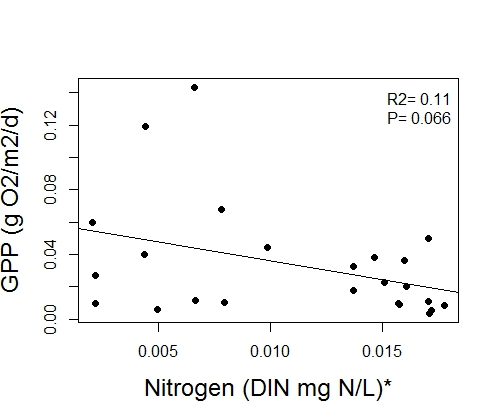 R2= 0.11
P= 0.066
GPP (g O2/m2/d)
0.12
0.08
0.04
0.00
0.005 0.010 0.015
Nitrogen (DIN mg N/L)*